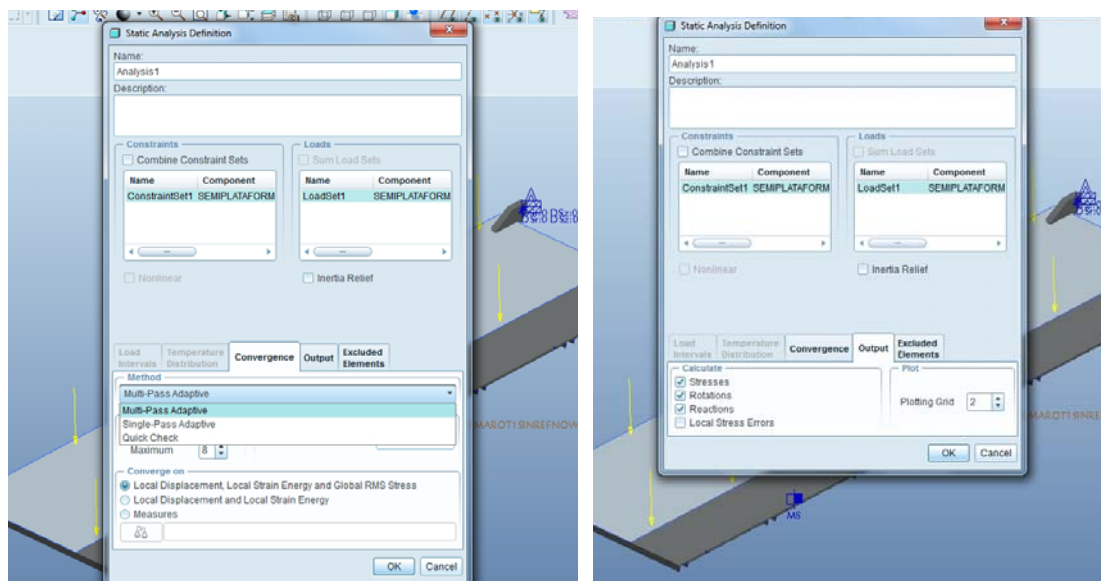 Static Analysis Definition
Name:
Analysis1
Description:
Constraints
Combine Constraint Sets
Name Component
ConstraintSet1 SEMIPLATAFORM
Loads
Sum Load Sets
Name Component
LoadSet1 SEMIPLATAFORM
Nonlinear
Inertia Relief
Load Intervals
Temperature Distribution
Convergence
Output
Excluded Elements
Method
Multi-Pass Adaptive
Multi-Pass Adaptive
Single-Pass Adaptive
Quick Check
Maximum 8
Converge on
Local Displacement, Local Strain Energy and Global RMS Stress
Local Displacement and Local Strain Energy
Measures
OK Cancel
Static Analysis Definition
Name:
Analysis1
Description:
Constraints
Combine Constraint Sets
Name Component
ConstraintSet1 SEMIPLATAFORM
Loads
Sum Load Sets
Name Component
LoadSet1 SEMIPLATAFORM
Nonlinear
Inertia Relief
Load Intervals
Temperature Distribution
Convergence
Output
Excluded Elements
Calculate
Stresses
Rotations
Reactions
Local Stress Errors
Plot
Plotting Grid 2
OK Cancel
MS